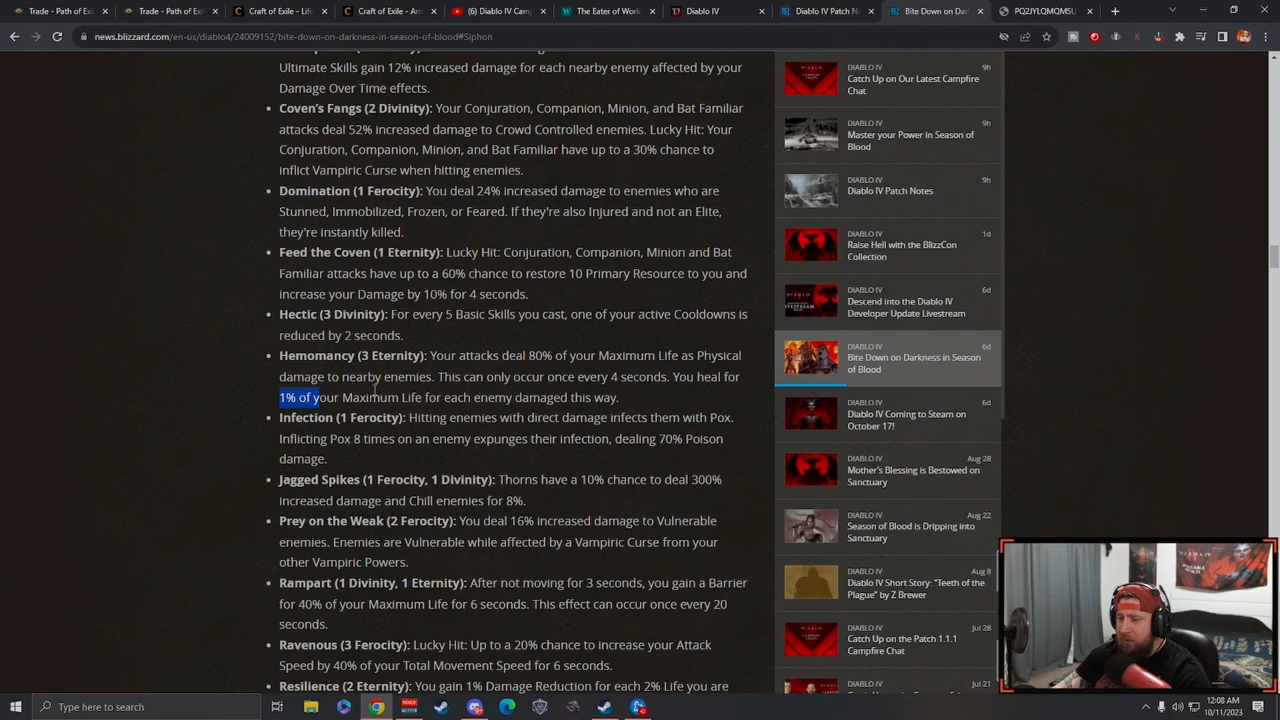 Trade - Path of Exi
Trade - Path of Exi
Craft of Exile - Life
Craft of Exile - Arm
(6) Diablo IV Camp
The Eater of World
Diablo IV
Diablo IV Patch No
Bite Down on Dark
PQ2JYLQMQMSU
news.blizzard.com/en-us/diablo4/24009152/bite-down-on-darkness-in-season-of-blood#Siphon
Ultimate Skills gain 12% increased damage for each nearby enemy affected by your
Damage Over Time effects.
Coven's Fangs (2 Divinity): Your Conjuration, Companion, Minion, and Bat Familiar
attacks deal 52% increased damage to Crowd Controlled enemies. Lucky Hit: Your
Conjuration, Companion, Minion, and Bat Familiar have up to a 30% chance to
inflict Vampiric Curse when hitting enemies.
Domination (1 Ferocity): You deal 24% increased damage to enemies who are
Stunned, Immobilized, Frozen, or Feared. If they're also Injured and not an Elite,
they're instantly killed.
Feed the Coven (1 Eternity): Lucky Hit: Conjuration, Companion, Minion and Bat
Familiar attacks have up to a 60% chance to restore 10 Primary Resource to you and
increase your Damage by 10% for 4 seconds.
Hectic (3 Divinity): For every 5 Basic Skills you cast, one of your active Cooldowns is
reduced by 2 seconds.
Hemomancy (3 Eternity): Your attacks deal 80% of your Maximum Life as Physical
damage to nearby enemies. This can only occur once every 4 seconds. You heal for
1% of your Maximum Life for each enemy damaged this way.
Infection (1 Ferocity): Hitting enemies with direct damage infects them with Pox.
Inflicting Pox 8 times on an enemy expunges their infection, dealing 70% Poison
damage.
Jagged Spikes (1 Ferocity, 1 Divinity): Thorns have a 10% chance to deal 300%
increased damage and Chill enemies for 8%.
Prey on the Weak (2 Ferocity): You deal 16% increased damage to Vulnerable
enemies. Enemies are Vulnerable while affected by a Vampiric Curse from your
other Vampiric Powers.
Rampart (1 Divinity, 1 Eternity): After not moving for 3 seconds, you gain a Barrier
for 40% of your Maximum Life for 6 seconds. This effect can occur once every 20
seconds.
Ravenous (3 Ferocity): Lucky Hit: Up to a 20% chance to increase your Attack
Speed by 40% of your Total Movement Speed for 6 seconds.
Resilience (2 Eternity): You gain 1% Damage Reduction for each 2% Life you are
DIABLO IV 9h
Catch Up on Our Latest Campfire
Chat
DIABLO IV 9h
Master your Power in Season of
Blood
DIABLO IV 9h
Diablo IV Patch Notes
DIABLO IV 1d
Raise Hell with the BlizzCon
Collection
DIABLO IV 6d
Descend into the Diablo IV
Developer Update Livestream
DIABLO IV 6d
Bite Down on Darkness in Season
of Blood
DIABLO IV 6d
Diablo IV Coming to Steam on
October 17!
DIABLO IV Aug 28
Mother's Blessing is Bestowed on
Sanctuary
DIABLO IV Aug 22
Season of Blood is Dripping into
Sanctuary
DIABLO IV Aug 8
Diablo IV Short Story: "Teeth of the
Plague" by Z Brewer
DIABLO IV Jul 28
Catch Up on the Patch 1.1.1
Campfire Chat
DIABLO IV Jul 21
Type here to search
12:08 AM
10/11/2023